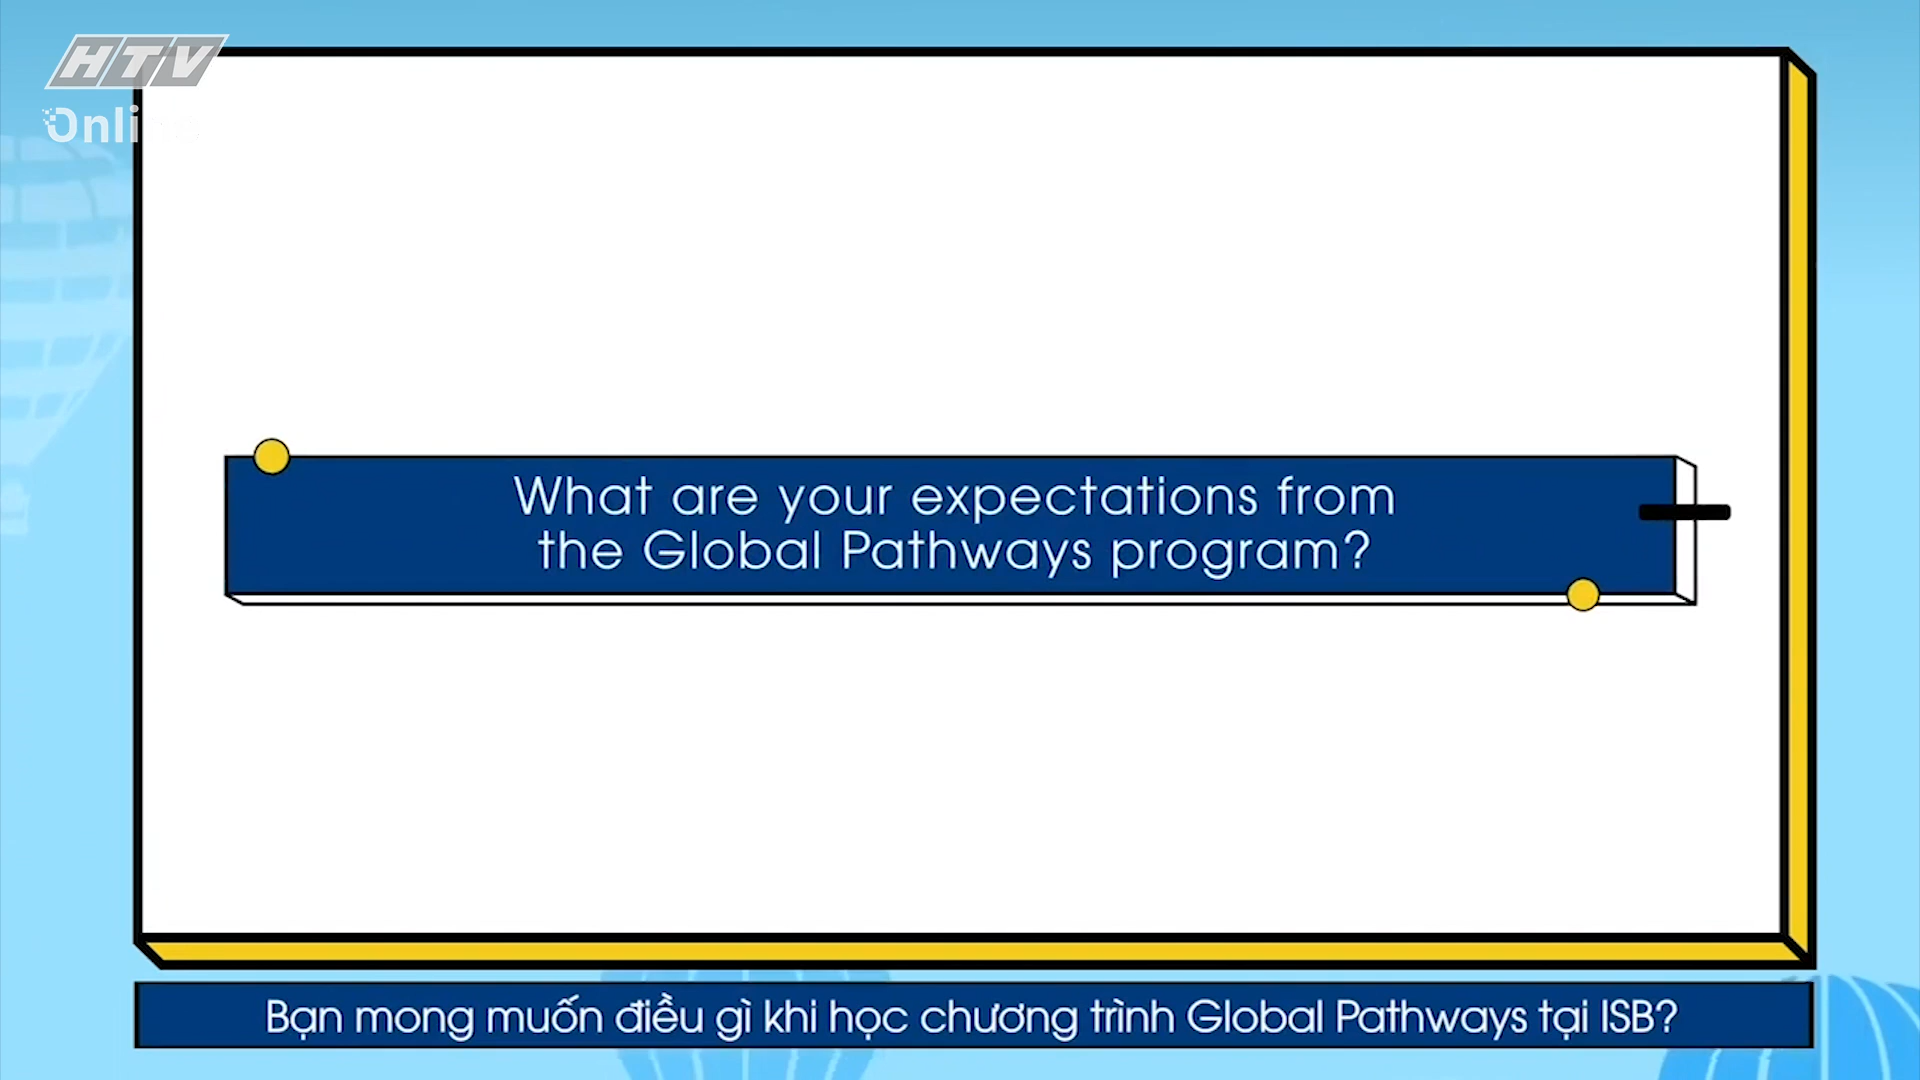 HTV
Online
What are your expectations from
the Global Pathways program?
Bạn mong muốn điều gì khi học chương trình Global Pathways tại ISB?